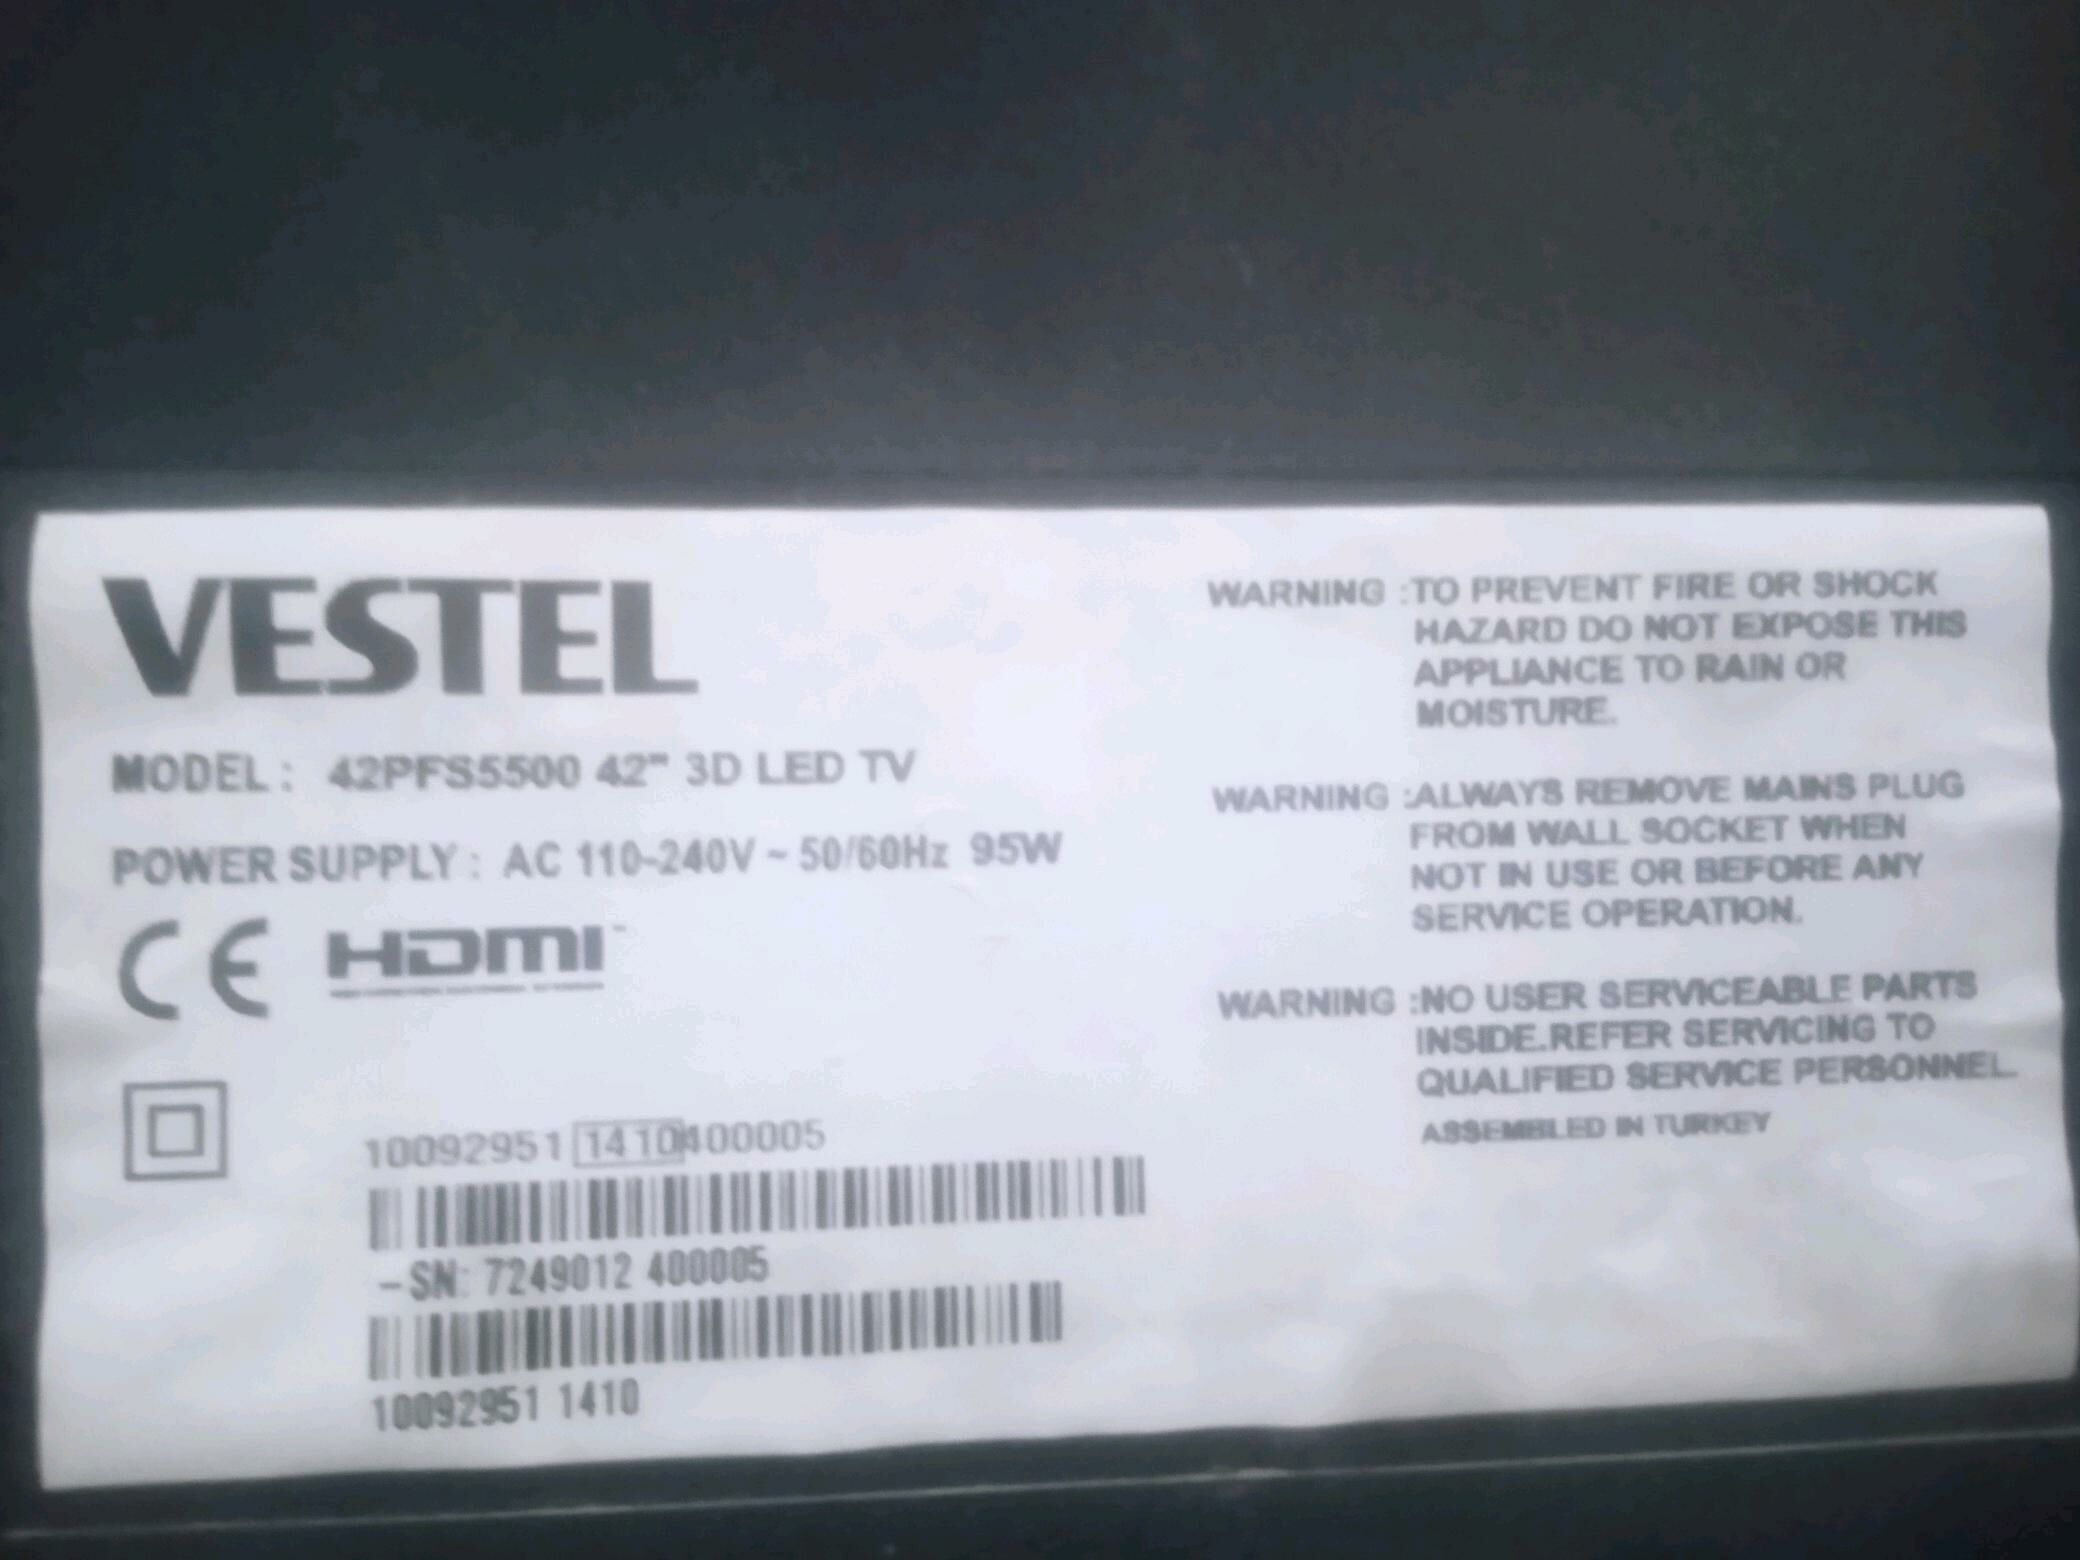 VESTEL
MODEL : 42PFS5500 42" 3D LED TV
POWER SUPPLY : AC 110-240V ~ 50/60Hz 95W
CE HDMI™
10092951 1410 400005
-SN: 7249012 400005
10092951 1410
WARNING :TO PREVENT FIRE OR SHOCK
HAZARD DO NOT EXPOSE THIS
APPLIANCE TO RAIN OR
MOISTURE.
WARNING :ALWAYS REMOVE MAINS PLUG
FROM WALL SOCKET WHEN
NOT IN USE OR BEFORE ANY
SERVICE OPERATION.
WARNING :NO USER SERVICEABLE PARTS
INSIDE.REFER SERVICING TO
QUALIFIED SERVICE PERSONNEL.
ASSEMBLED IN TURKEY